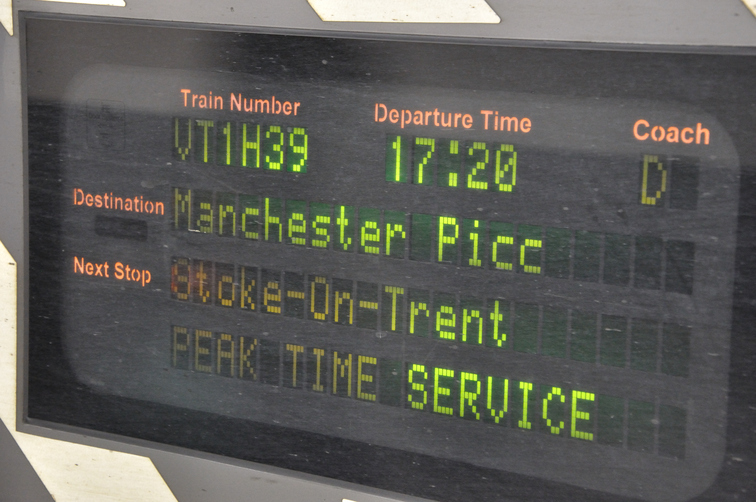 Train Number Departure Time Coach
VT1H39 17:20 D
Destination Manchester Picc
Next Stop Stoke-On-Trent
PEAK TIME SERVICE